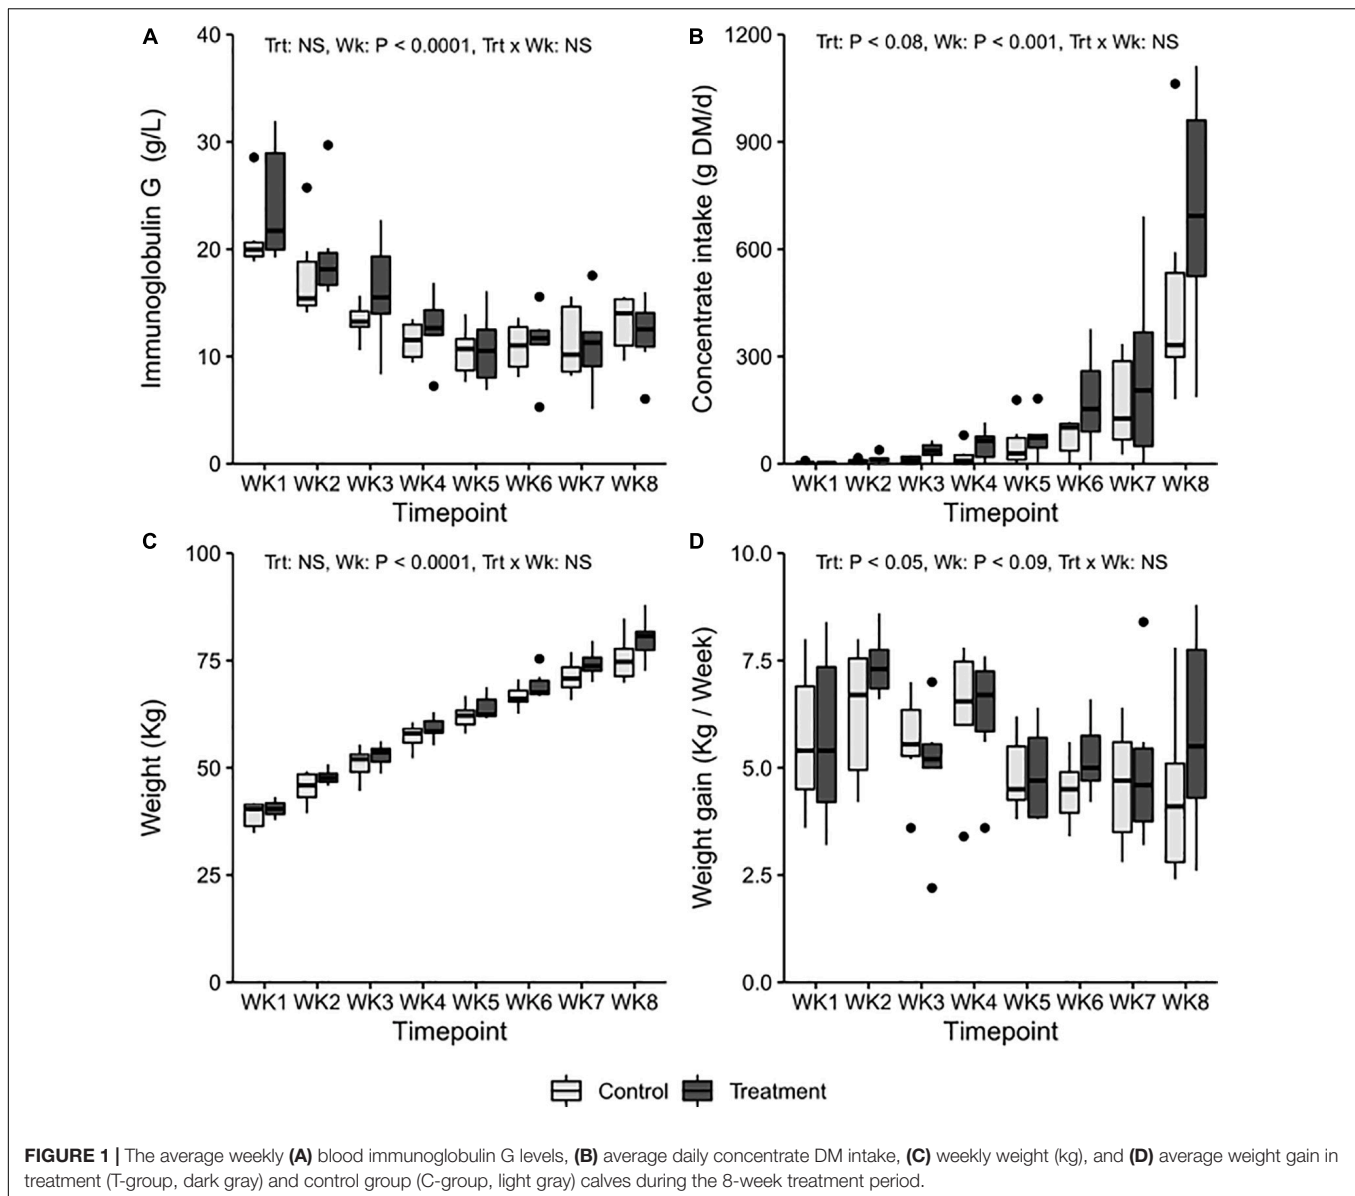 A
Trt: NS, Wk: P < 0.0001, Trt x Wk: NS
Immunoglobulin G (g/L)
40
30
20
10
0
WK1 WK2 WK3 WK4 WK5 WK6 WK7 WK8
Timepoint
B
Trt: P < 0.08, Wk: P < 0.001, Trt x Wk: NS
Concentrate intake (g DM/d)
1200
900
600
300
0
WK1 WK2 WK3 WK4 WK5 WK6 WK7 WK8
Timepoint
C
Trt: NS, Wk: P < 0.0001, Trt x Wk: NS
Weight (Kg)
100
75
50
25
0
WK1 WK2 WK3 WK4 WK5 WK6 WK7 WK8
Timepoint
D
Trt: P < 0.05, Wk: P < 0.09, Trt x Wk: NS
Weight gain (Kg / Week)
10.0
7.5
5.0
2.5
0.0
WK1 WK2 WK3 WK4 WK5 WK6 WK7 WK8
Timepoint
Control Treatment
FIGURE 1 | The average weekly (A) blood immunoglobulin G levels, (B) average daily concentrate DM intake, (C) weekly weight (kg), and (D) average weight gain in
treatment (T-group, dark gray) and control group (C-group, light gray) calves during the 8-week treatment period.